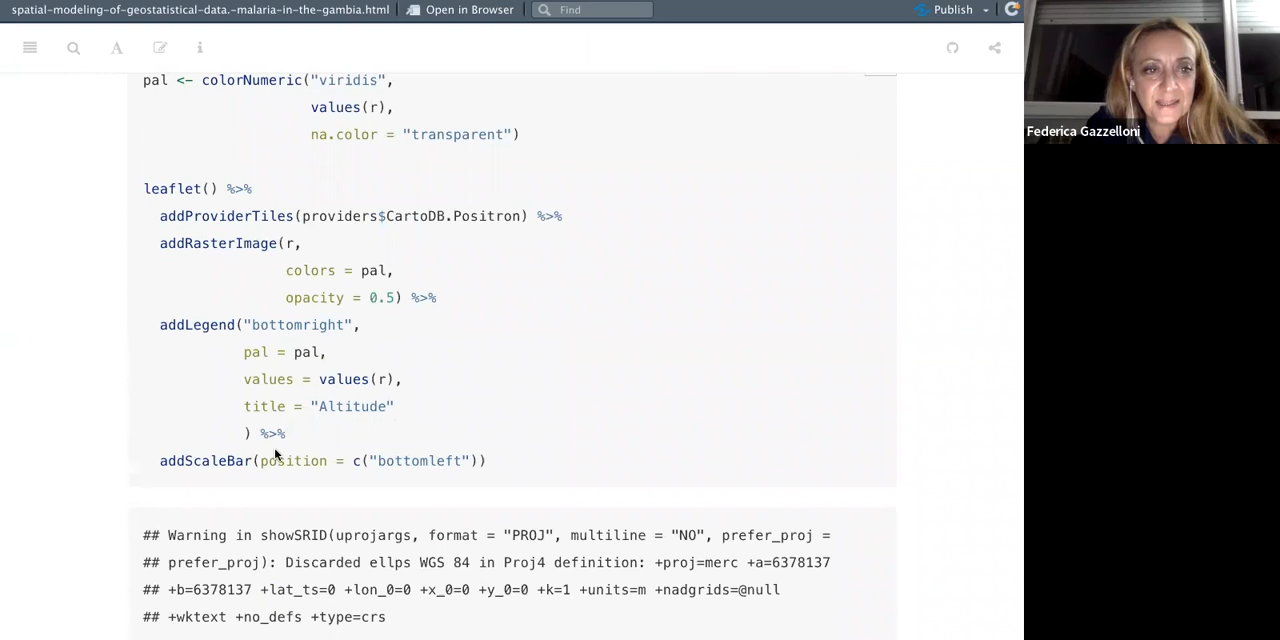 spatial-modeling-of-geostatistical-data.-malaria-in-the-gambia.html
Open in Browser
Find
Publish
Federica Gazzelloni
pal <- colorNumeric("viridis",
values(r),
na.color = "transparent")
leaflet() %>%
addProviderTiles(providers$CartoDB.Positron) %>%
addRasterImage(r,
colors = pal,
opacity = 0.5) %>%
addLegend("bottomright",
pal = pal,
values = values(r),
title = "Altitude"
) %>%
addScaleBar(position = c("bottomleft"))
## Warning in showSRID(uprojargs, format = "PROJ", multiline = "NO", prefer_proj =
## prefer_proj): Discarded ellps WGS 84 in Proj4 definition: +proj=merc +a=6378137
## +b=6378137 +lat_ts=0 +lon_0=0 +x_0=0 +y_0=0 +k=1 +units=m +nadgrids=@null
## +wktext +no_defs +type=crs